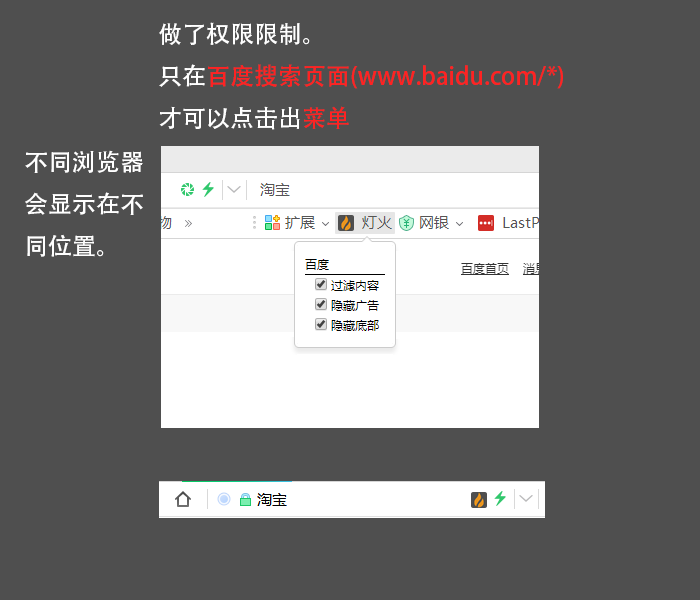 做了权限限制。
只在百度搜索页面(www.baidu.com/*)
才可以点击出菜单
不同浏览器
会显示在不
同位置。
淘宝
物 » 扩展 灯火 网银 LastP
百度
过滤内容
隐藏广告
隐藏底部
百度首页 消息
淘宝